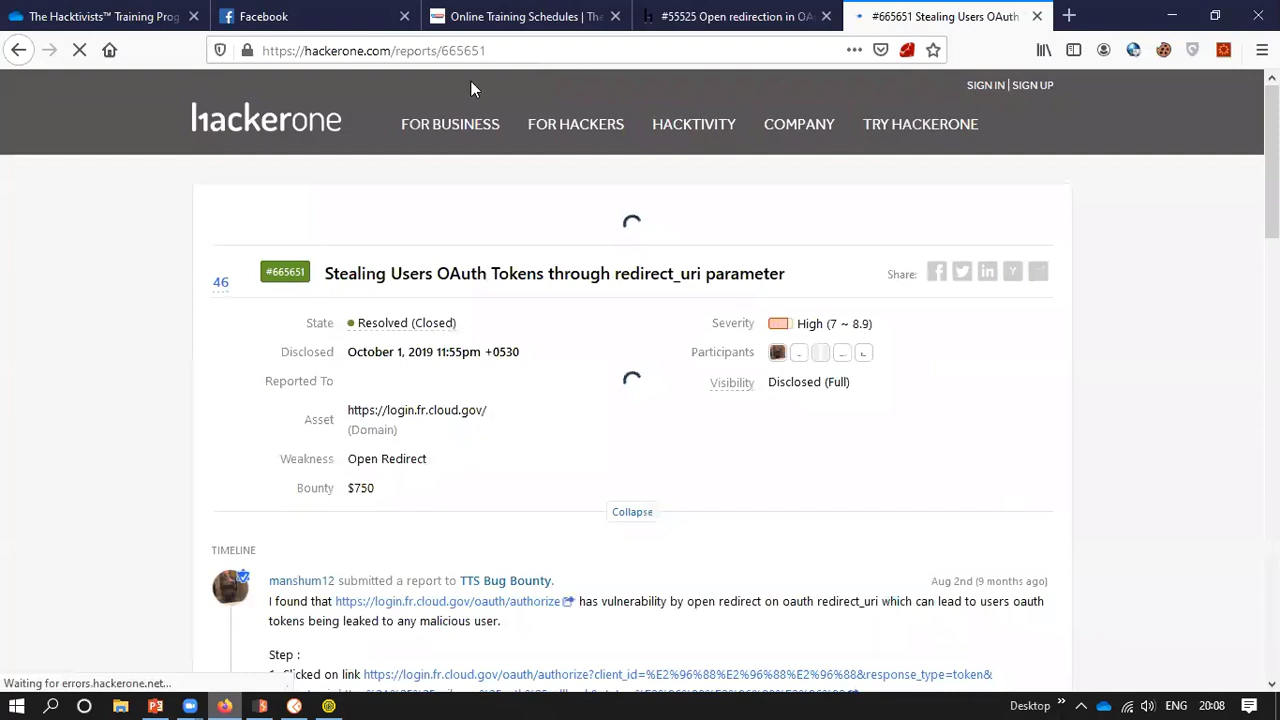 The Hacktivists™ Training Prog
Facebook
Online Training Schedules | The
#55525 Open redirection in OA
#665651 Stealing Users OAuth
https://hackerone.com/reports/665651
SIGN IN | SIGN UP
hackerone
FOR BUSINESS
FOR HACKERS
HACKTIVITY
COMPANY
TRY HACKERONE
46
#665651
Stealing Users OAuth Tokens through redirect_uri parameter
Share:
State Resolved (Closed)
Severity High (7 ~ 8.9)
Disclosed October 1, 2019 11:55pm +0530
Participants
Reported To
Visibility Disclosed (Full)
Asset https://login.fr.cloud.gov/
(Domain)
Weakness Open Redirect
Bounty $750
Collapse
TIMELINE
manshum12 submitted a report to TTS Bug Bounty.
Aug 2nd (9 months ago)
I found that https://login.fr.cloud.gov/oauth/authorize has vulnerability by open redirect on oauth redirect_uri which can lead to users oauth
tokens being leaked to any malicious user.
Step :
1. Clicked on link https://login.fr.cloud.gov/oauth/authorize?client_id=%E2%96%88%E2%96%88%E2%96%88&response_type=token&
Waiting for errors.hackerone.net...
Desktop
ENG
20:08